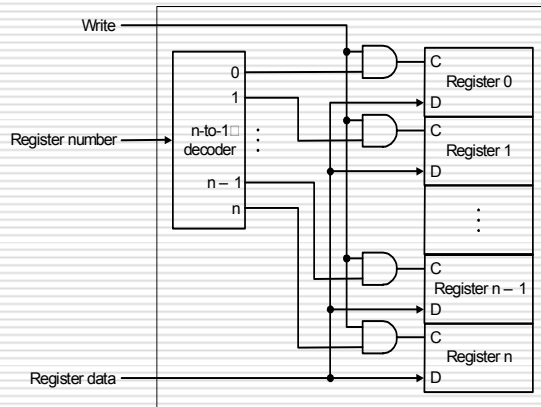 Write
0
1
n-to-1
decoder
⋮
n – 1
n
Register number
Register data
C
Register 0
D
C
Register 1
D
⋮
C
Register n – 1
D
C
Register n
D